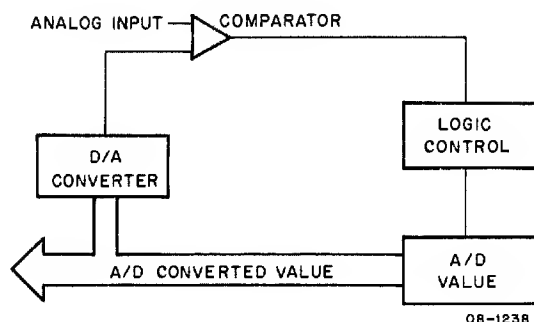 ANALOG INPUT
COMPARATOR
LOGIC
CONTROL
D/A
CONVERTER
A/D CONVERTED VALUE
A/D
VALUE
08-1238